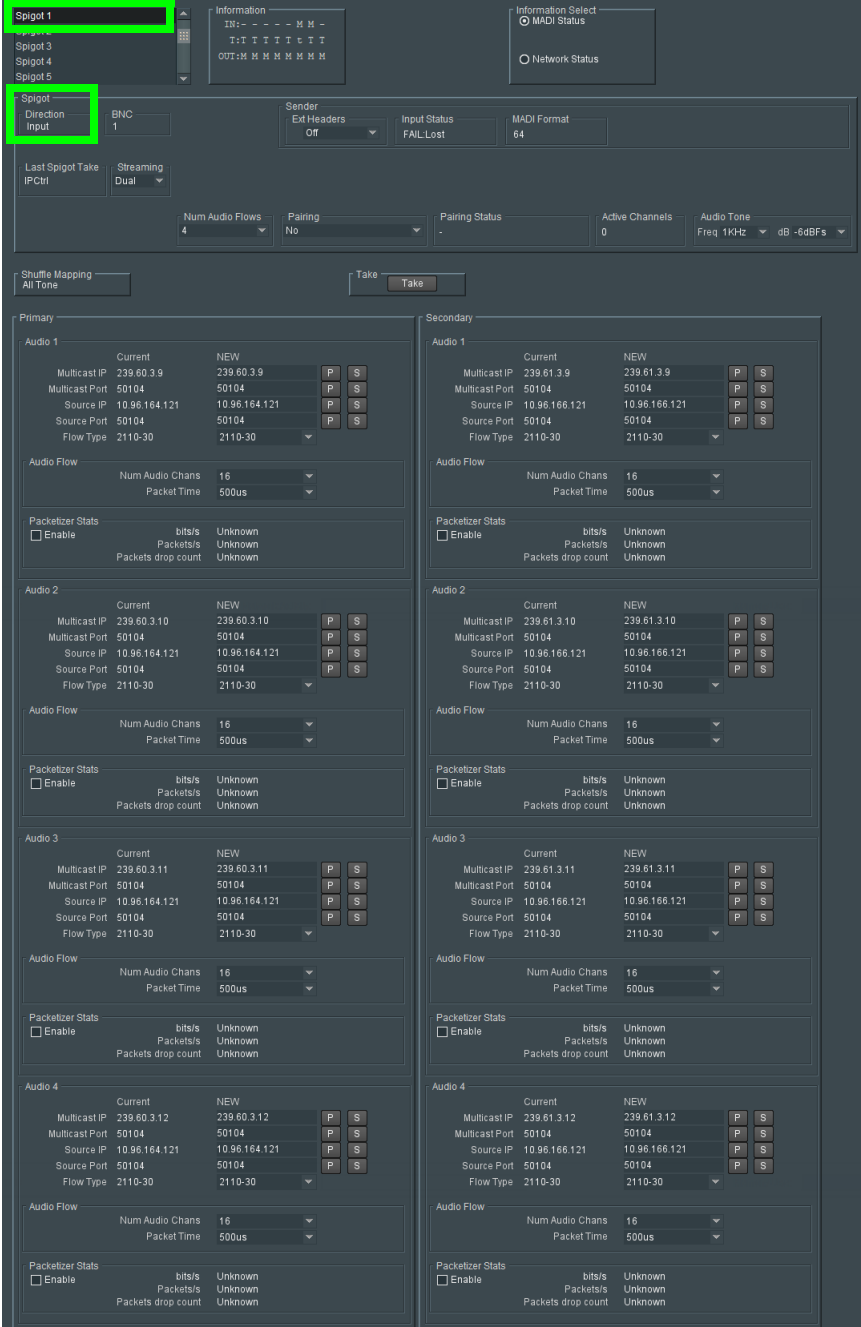 Spigot 1
Spigot 3
Spigot 4
Spigot 5
Information
IN:- - - - - M M -
T:T T T T T t T T
OUT:M M M M M M M M
Information Select
MADI Status
Network Status
Spigot
Direction
Input
BNC
1
Sender
Ext Headers
Off
Input Status
FAIL:Lost
MADI Format
64
Last Spigot Take
IPCtrl
Streaming
Dual
Num Audio Flows
4
Pairing
No
Pairing Status
-
Active Channels
0
Audio Tone
Freq 1KHz dB -6dBFs
Shuffle Mapping
All Tone
Take
Take
Primary
Audio 1
Current NEW
Multicast IP 239.60.3.9 239.60.3.9 P S
Multicast Port 50104 50104 P S
Source IP 10.96.164.121 10.96.164.121 P S
Source Port 50104 50104 P S
Flow Type 2110-30 2110-30
Audio Flow
Num Audio Chans 16
Packet Time 500us
Packetizer Stats
Enable
bits/s Unknown
Packets/s Unknown
Packets drop count Unknown
Audio 2
Current NEW
Multicast IP 239.60.3.10 239.60.3.10 P S
Multicast Port 50104 50104 P S
Source IP 10.96.164.121 10.96.164.121 P S
Source Port 50104 50104 P S
Flow Type 2110-30 2110-30
Audio Flow
Num Audio Chans 16
Packet Time 500us
Packetizer Stats
Enable
bits/s Unknown
Packets/s Unknown
Packets drop count Unknown
Audio 3
Current NEW
Multicast IP 239.60.3.11 239.60.3.11 P S
Multicast Port 50104 50104 P S
Source IP 10.96.164.121 10.96.164.121 P S
Source Port 50104 50104 P S
Flow Type 2110-30 2110-30
Audio Flow
Num Audio Chans 16
Packet Time 500us
Packetizer Stats
Enable
bits/s Unknown
Packets/s Unknown
Packets drop count Unknown
Audio 4
Current NEW
Multicast IP 239.60.3.12 239.60.3.12 P S
Multicast Port 50104 50104 P S
Source IP 10.96.164.121 10.96.164.121 P S
Source Port 50104 50104 P S
Flow Type 2110-30 2110-30
Audio Flow
Num Audio Chans 16
Packet Time 500us
Packetizer Stats
Enable
bits/s Unknown
Packets/s Unknown
Packets drop count Unknown
Secondary
Audio 1
Current NEW
Multicast IP 239.61.3.9 239.61.3.9 P S
Multicast Port 50104 50104 P S
Source IP 10.96.166.121 10.96.166.121 P S
Source Port 50104 50104 P S
Flow Type 2110-30 2110-30
Audio Flow
Num Audio Chans 16
Packet Time 500us
Packetizer Stats
Enable
bits/s Unknown
Packets/s Unknown
Packets drop count Unknown
Audio 2
Current NEW
Multicast IP 239.61.3.10 239.61.3.10 P S
Multicast Port 50104 50104 P S
Source IP 10.96.166.121 10.96.166.121 P S
Source Port 50104 50104 P S
Flow Type 2110-30 2110-30
Audio Flow
Num Audio Chans 16
Packet Time 500us
Packetizer Stats
Enable
bits/s Unknown
Packets/s Unknown
Packets drop count Unknown
Audio 3
Current NEW
Multicast IP 239.61.3.11 239.61.3.11 P S
Multicast Port 50104 50104 P S
Source IP 10.96.166.121 10.96.166.121 P S
Source Port 50104 50104 P S
Flow Type 2110-30 2110-30
Audio Flow
Num Audio Chans 16
Packet Time 500us
Packetizer Stats
Enable
bits/s Unknown
Packets/s Unknown
Packets drop count Unknown
Audio 4
Current NEW
Multicast IP 239.61.3.12 239.61.3.12 P S
Multicast Port 50104 50104 P S
Source IP 10.96.166.121 10.96.166.121 P S
Source Port 50104 50104 P S
Flow Type 2110-30 2110-30
Audio Flow
Num Audio Chans 16
Packet Time 500us
Packetizer Stats
Enable
bits/s Unknown
Packets/s Unknown
Packets drop count Unknown